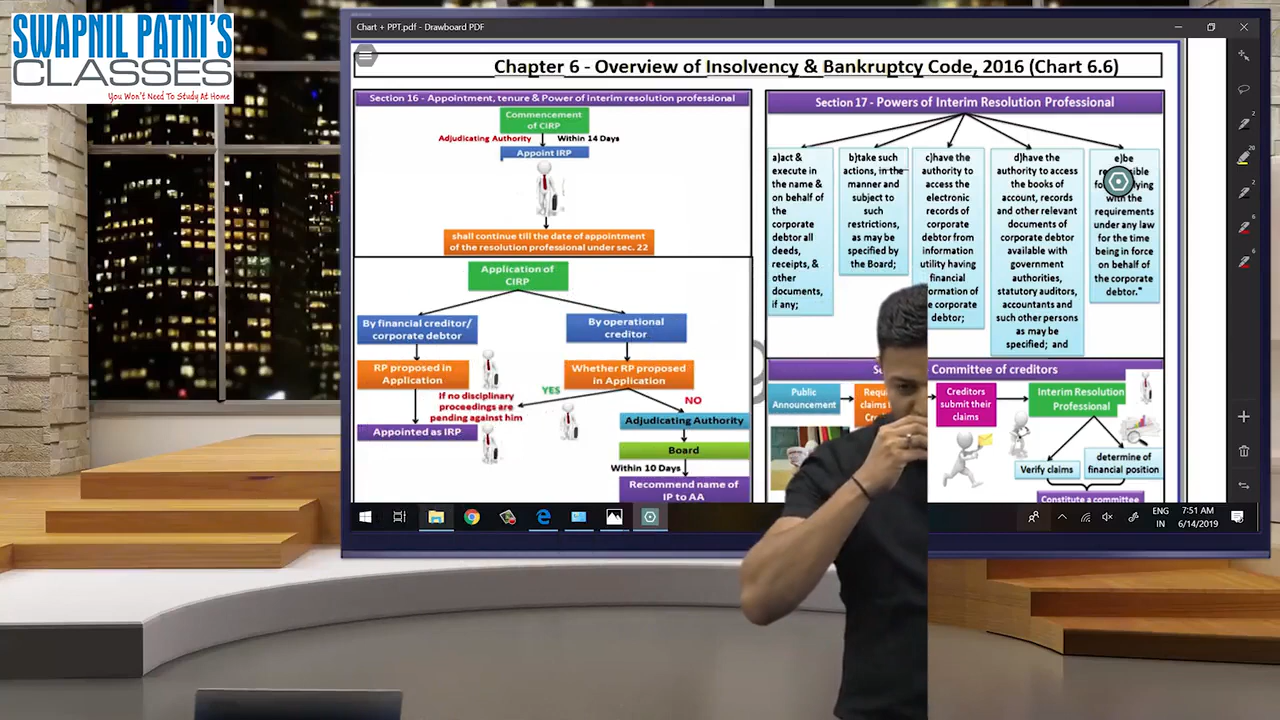 SWAPNIL PATNI'S
CLASSES
You Won't Need To Study At Home
Chart + PPT.pdf - Drawboard PDF
Chapter 6 - Overview of Insolvency & Bankruptcy Code, 2016 (Chart 6.6)
Section 16 - Appointment, tenure & Power of Interim resolution professional
Commencement
of CIRP
Adjudicating Authority
Within 14 Days
Appoint IRP
shall continue till the date of appointment
of the resolution professional under sec. 22
Application of
CIRP
By financial creditor/
corporate debtor
By operational
creditor
RP proposed in
Application
Whether RP proposed
in Application
YES
NO
If no disciplinary
proceedings are
pending against him
Appointed as IRP
Adjudicating Authority
Board
Within 10 Days
Recommend name of
IP to AA
Section 17 - Powers of Interim Resolution Professional
a)act &
execute in
the name &
on behalf of
the
corporate
debtor all
deeds,
receipts, &
other
documents,
if any;
b)take such
actions, in the
manner and
subject to
such
restrictions,
as may be
specified by
the Board;
c)have the
authority to
access the
electronic
records of
corporate
debtor from
information
utility having
financial
of
corporate
debtor;
d)have the
authority to access
the books of
account, records
and other relevant
documents of
corporate debtor
available with
government
authorities,
statutory auditors,
accountants and
such other persons
as may be
specified; and
e)be
with the
requirements
under any law
for the time
being in force
on behalf of
the corporate
debtor."
Committee of creditors
Public
Announcement
claims
Creditors
submit their
claims
Interim Resolution
Professional
Verify claims
determine of
financial position
Constitute a committee
ENG
IN
7:51 AM
6/14/2019